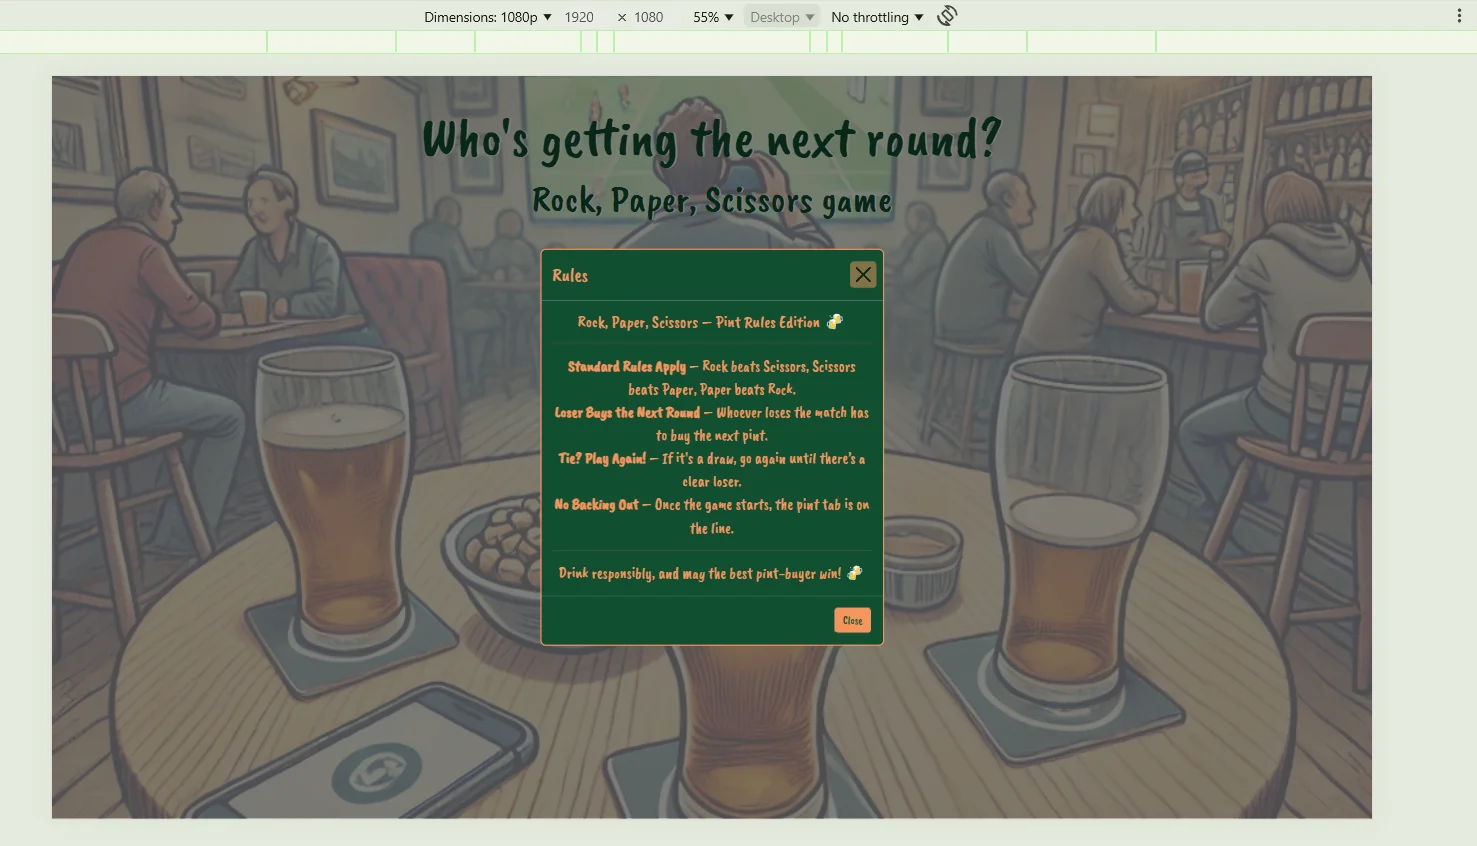 Dimensions: 1080p 1920 × 1080 55% Desktop No throttling
Who's getting the next round?
Rock, Paper, Scissors game
Rules
Rock, Paper, Scissors – Pint Rules Edition 🍻
Standard Rules Apply – Rock beats Scissors, Scissors
beats Paper, Paper beats Rock.
Loser Buys the Next Round – Whoever loses the match has
to buy the next pint.
Tie? Play Again! – If it's a draw, go again until there's a
clear loser.
No Backing Out – Once the game starts, the pint tab is on
the line.
Drink responsibly, and may the best pint-buyer win! 🍻
Close